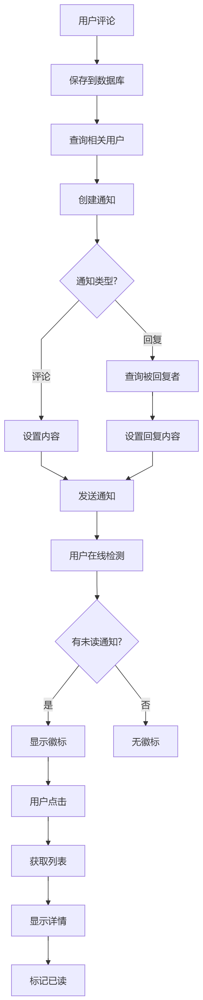 用户评论
保存到数据库
查询相关用户
创建通知
通知类型?
回复
评论
查询被回复者
设置内容
设置回复内容
发送通知
用户在线检测
有未读通知?
是
否
显示徽标
无徽标
用户点击
获取列表
显示详情
标记已读